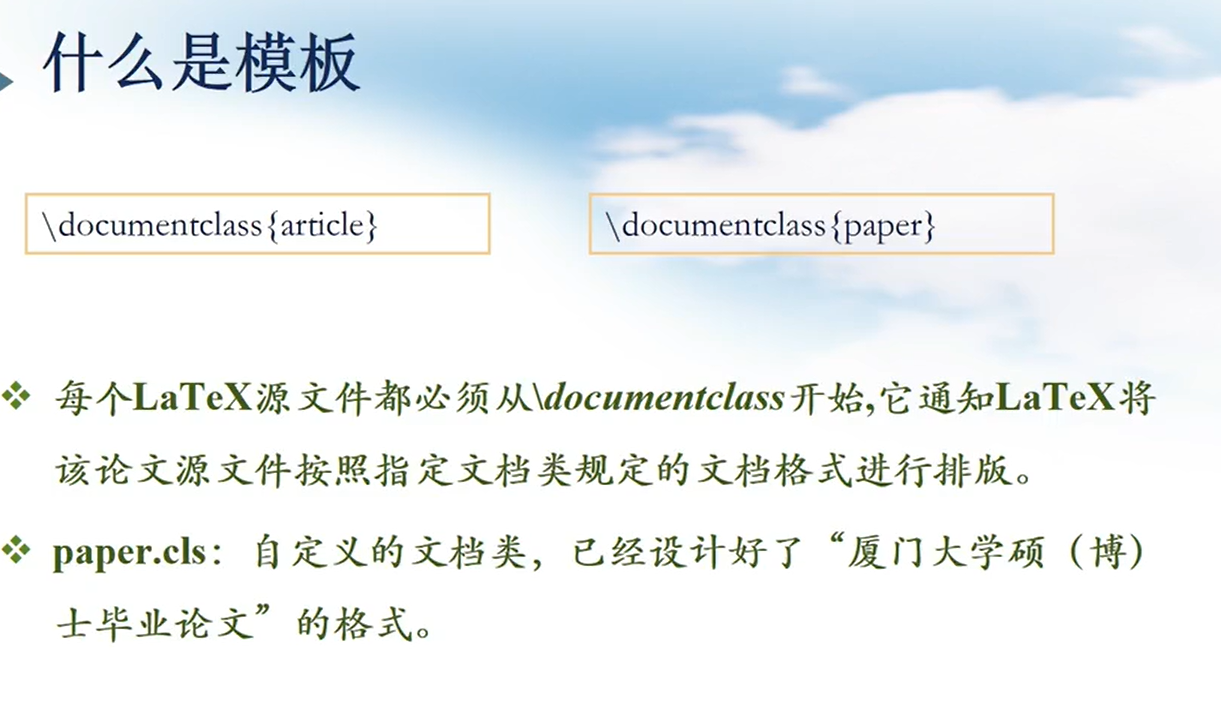 什么是模板
\documentclass{article}
\documentclass{paper}
每个LaTeX源文件都必须从\documentclass开始,它通知LaTeX将
该论文源文件按照指定文档类规定的文档格式进行排版。
paper.cls：自定义的文档类，已经设计好了“厦门大学硕（博）
士毕业论文”的格式。